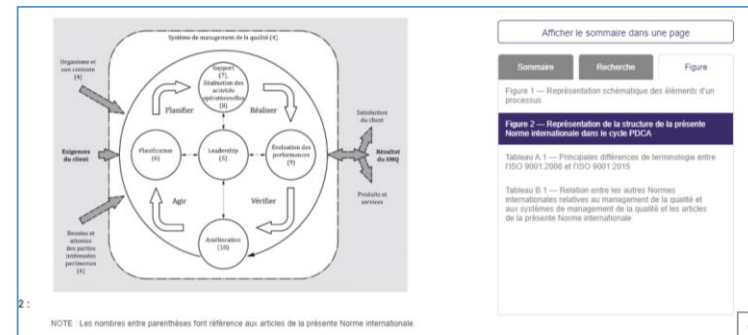 Système de management de la qualité (4)
Organisme et
son contexte
(4)
Support
(7),
Réalisation des
activités
opérationnelles
(8)
Planifier
Réaliser
Satisfaction
du client
Exigences
du client
Planification
(6)
Leadership
(5)
Évaluation des
performances
(9)
Résultat
du SMQ
Agir
Vérifier
Produits et
services
Besoins et
attentes
des parties
intéressées
pertinentes
(4)
Amélioration
(10)
2 :
NOTE : Les nombres entre parenthèses font référence aux articles de la présente Norme internationale.
Afficher le sommaire dans une page
Sommaire
Recherche
Figure
Figure 1 — Représentation schématique des éléments d'un
processus
Figure 2 — Représentation de la structure de la présente
Norme internationale dans le cycle PDCA
Tableau A.1 — Principales différences de terminologie entre
l'ISO 9001:2008 et l'ISO 9001:2015
Tableau B.1 — Relation entre les autres Normes
internationales relatives au management de la qualité et
aux systèmes de management de la qualité et les articles
de la présente Norme internationale